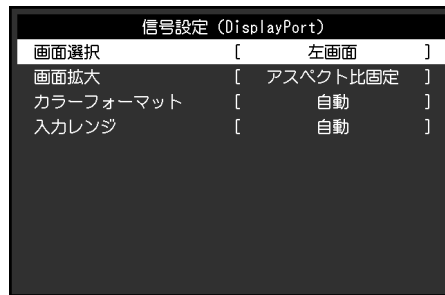 信号設定 (DisplayPort)
画面選択 [ 左画面 ]
画面拡大 [ アスペクト比固定 ]
カラーフォーマット [ 自動 ]
入力レンジ [ 自動 ]